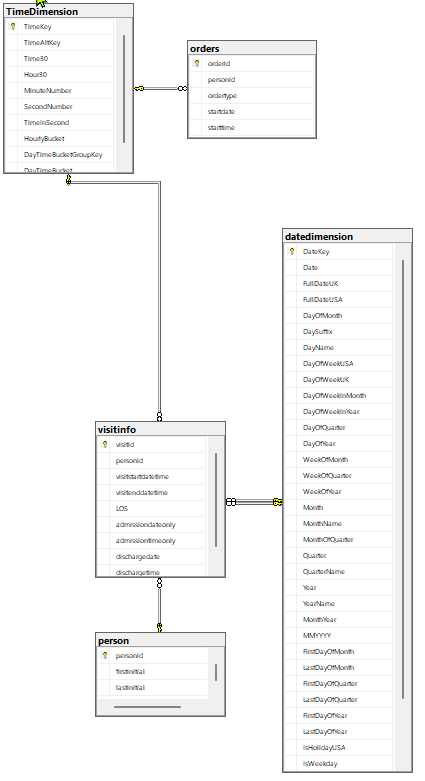 TimeDimension
TimeKey
TimeAltKey
Time30
Hour30
MinuteNumber
SecondNumber
TimeInSecond
HourlyBucket
DayTimeBucketGroupKey
DayTimeBucket
orders
orderid
personid
ordertype
startdate
starttime
datedimension
DateKey
Date
FullDateUK
FullDateUSA
DayOfMonth
DaySuffix
DayName
DayOfWeekUSA
DayOfWeekUK
DayOfWeekInMonth
DayOfWeekInYear
DayOfQuarter
DayOfYear
WeekOfMonth
WeekOfQuarter
WeekOfYear
Month
MonthName
MonthOfQuarter
Quarter
QuarterName
Year
YearName
MonthYear
MMYYYY
FirstDayOfMonth
LastDayOfMonth
FirstDayOfQuarter
LastDayOfQuarter
FirstDayOfYear
LastDayOfYear
IsHolidayUSA
IsWeekday
visitinfo
visitid
personid
visitstartdatetime
visitenddatetime
LOS
admissiondateonly
admissiontimeonly
dischargedate
dischargetime
person
personid
firstinitial
lastinitial